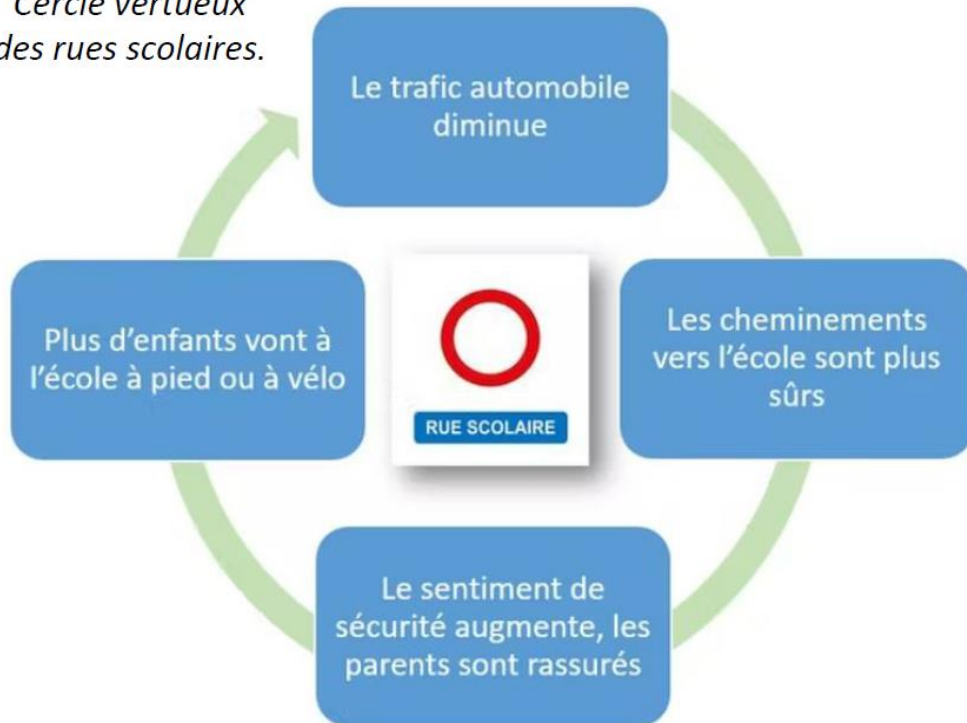 Cercle vertueux
des rues scolaires.
Le trafic automobile
diminue
Les cheminements
vers l’école sont plus
sûrs
Le sentiment de
sécurité augmente, les
parents sont rassurés
Plus d’enfants vont à
l’école à pied ou à vélo
RUE SCOLAIRE